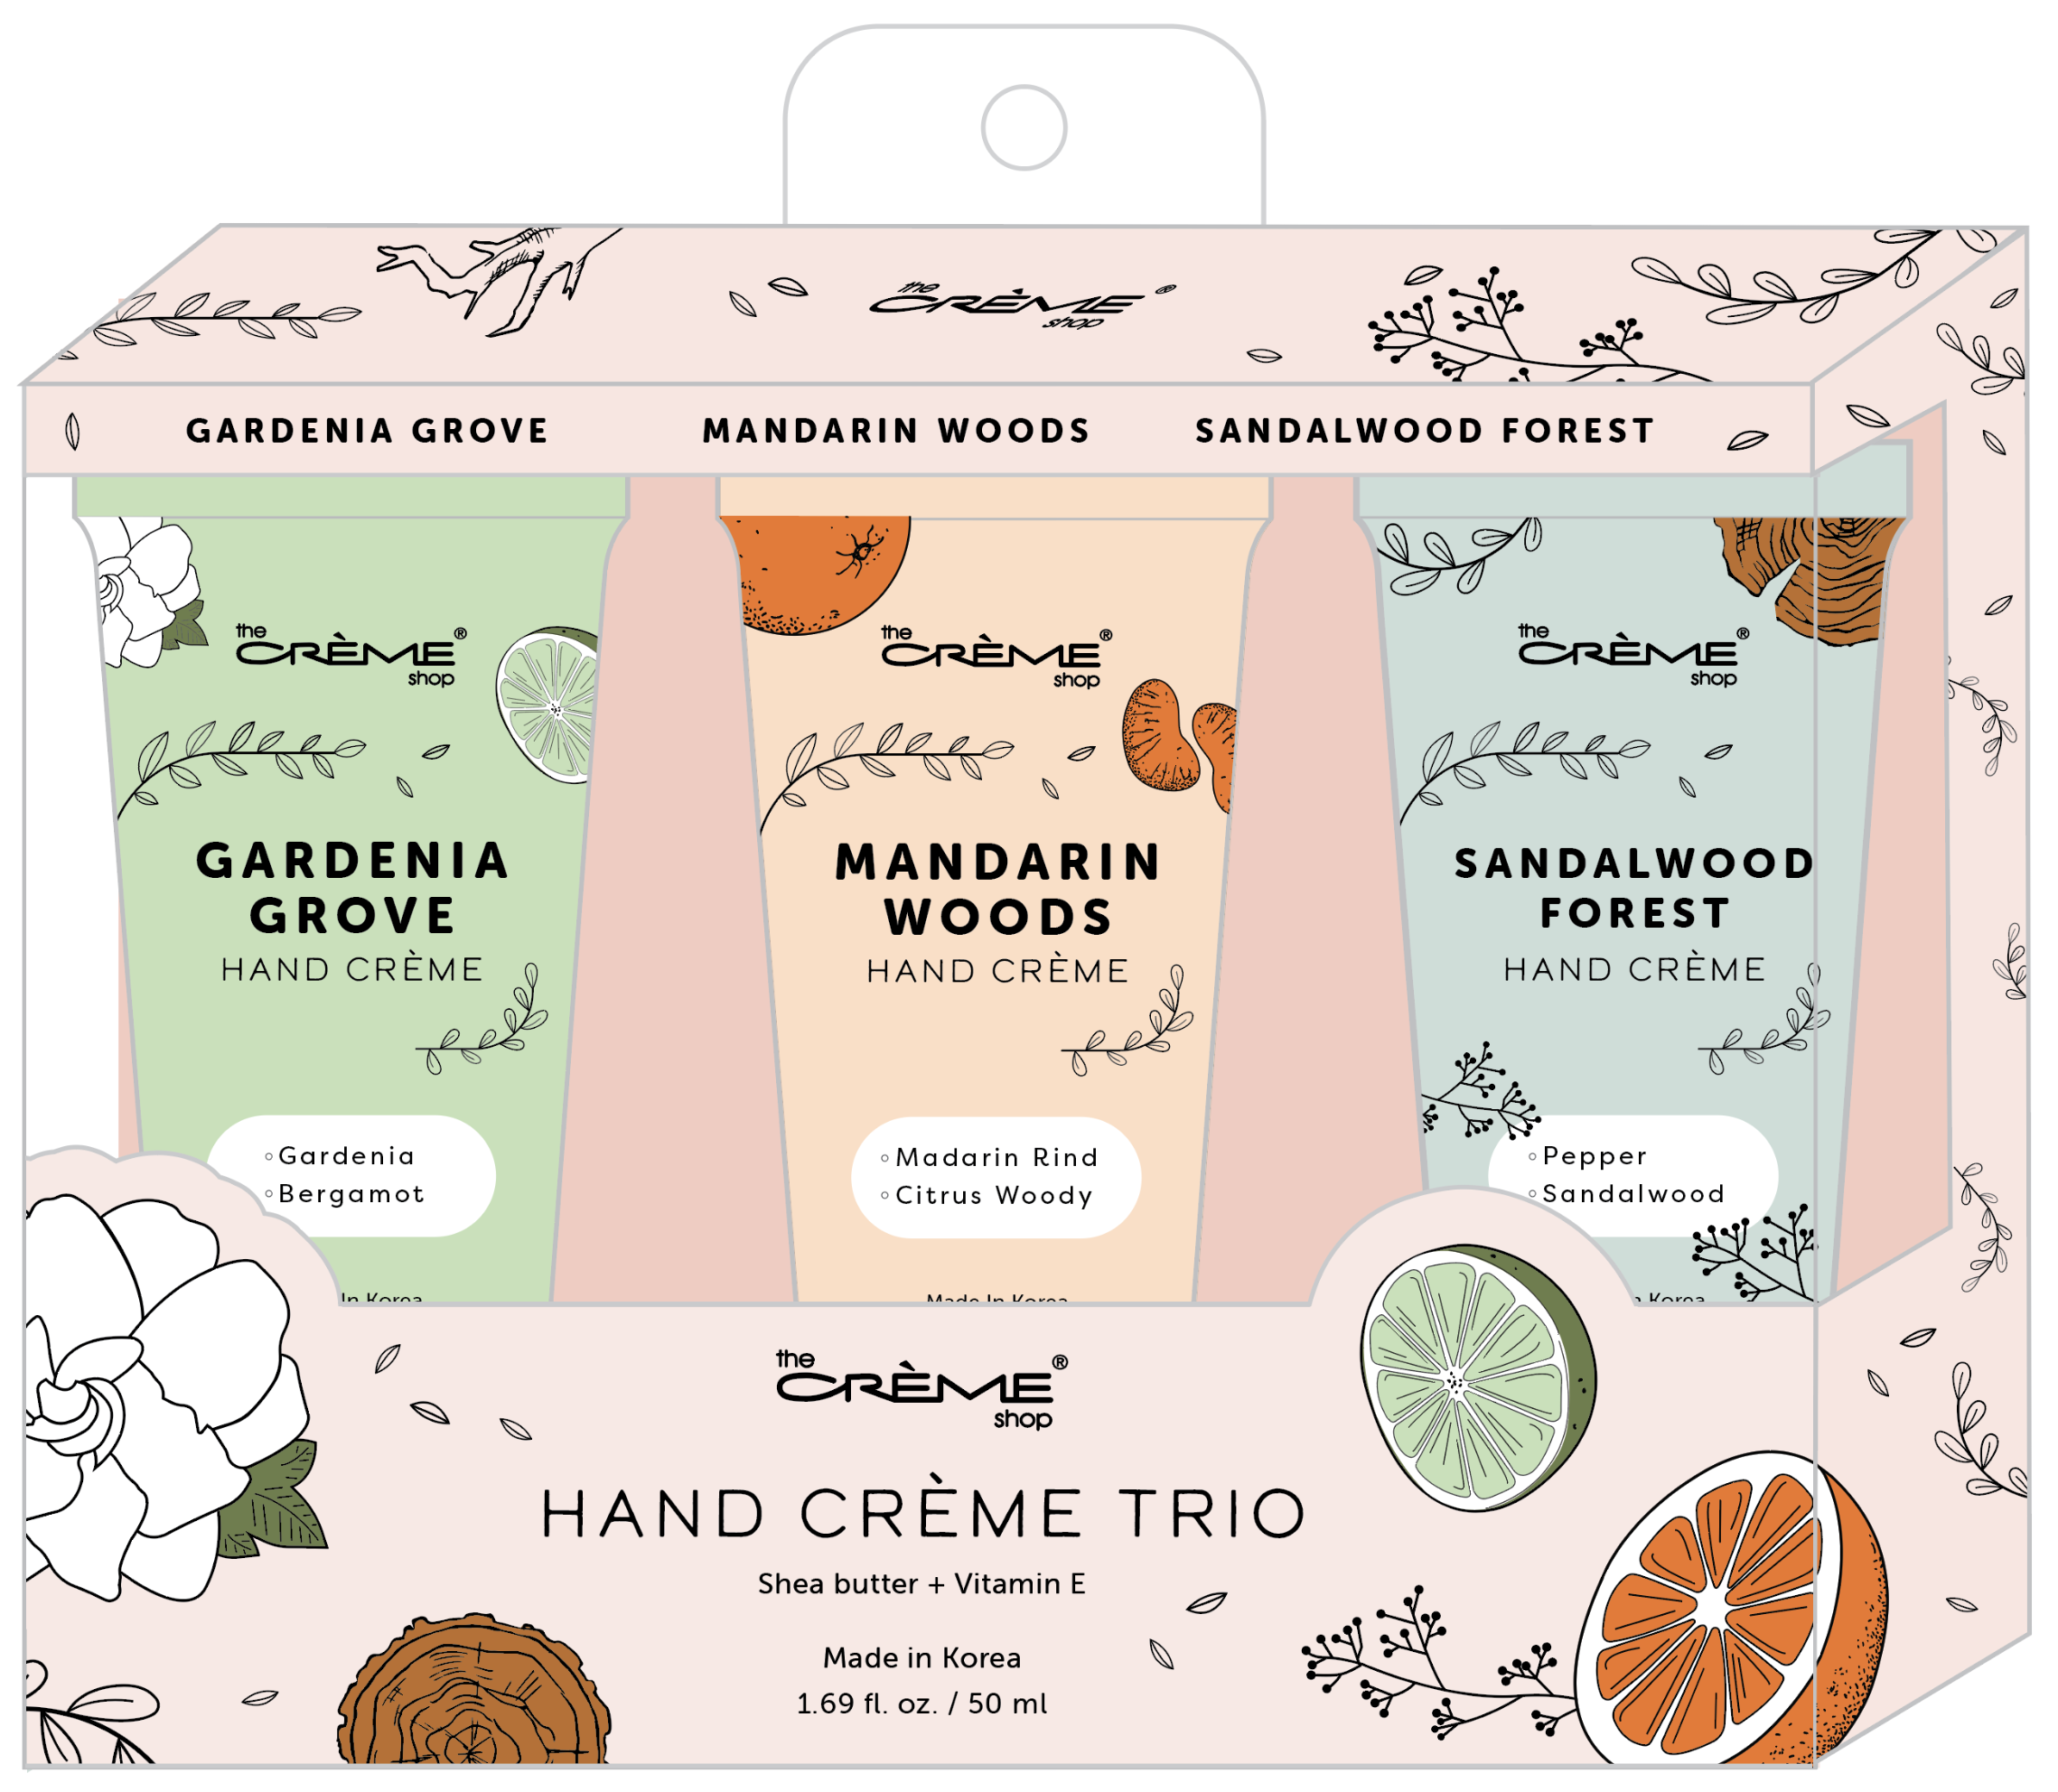 the
CRÈME®
shop
GARDENIA GROVE
MANDARIN WOODS
SANDALWOOD FOREST
the
CRÈME®
shop
GARDENIA
GROVE
HAND CRÈME
◦Gardenia
◦Bergamot
In Korea
the
CRÈME®
shop
MANDARIN
WOODS
HAND CRÈME
◦Madarin Rind
◦Citrus Woody
Made In Korea
the
CRÈME®
shop
SANDALWOOD
FOREST
HAND CRÈME
◦Pepper
◦Sandalwood
Korea
the
CRÈME®
shop
HAND CRÈME TRIO
Shea butter + Vitamin E
Made in Korea
1.69 fl. oz. / 50 ml